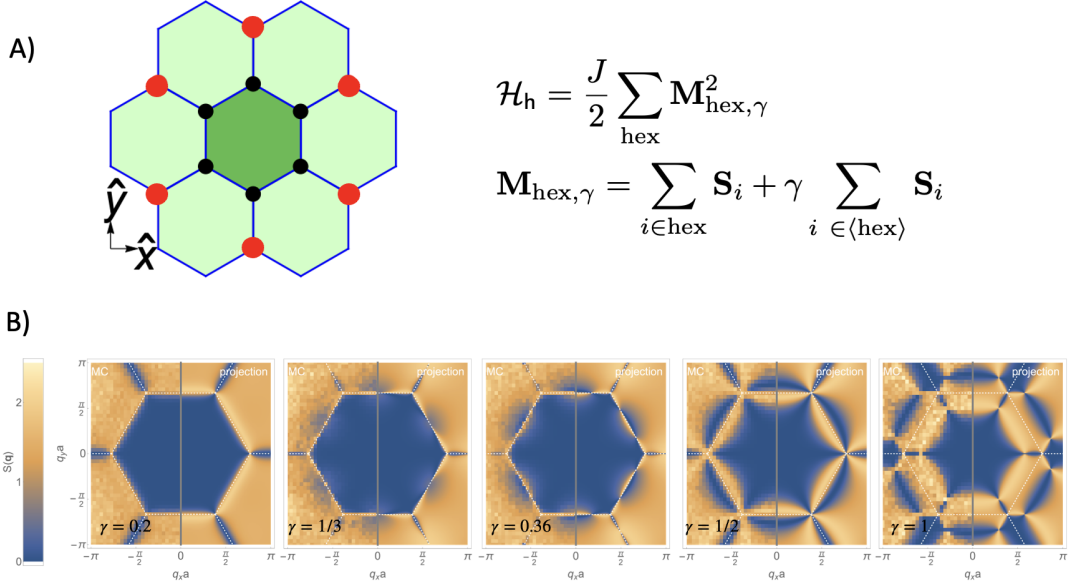 A)
ŷ
x̂
ℋ_h = J/2 ∑_hex M²_hex,γ
M_hex,γ = ∑_{i∈hex} S_i + γ ∑_{i ∈⟨hex⟩} S_i
B)
S(q)
2
1
0
q_y a
π
π/2
0
−π/2
−π
MC projection
γ = 0.2
−π −π/2 0 π/2 π
q_x a
MC projection
γ = 1/3
−π −π/2 0 π/2 π
q_x a
MC projection
γ = 0.36
−π −π/2 0 π/2 π
q_x a
MC projection
γ = 1/2
−π −π/2 0 π/2 π
q_x a
MC projection
γ = 1
−π −π/2 0 π/2 π
q_x a